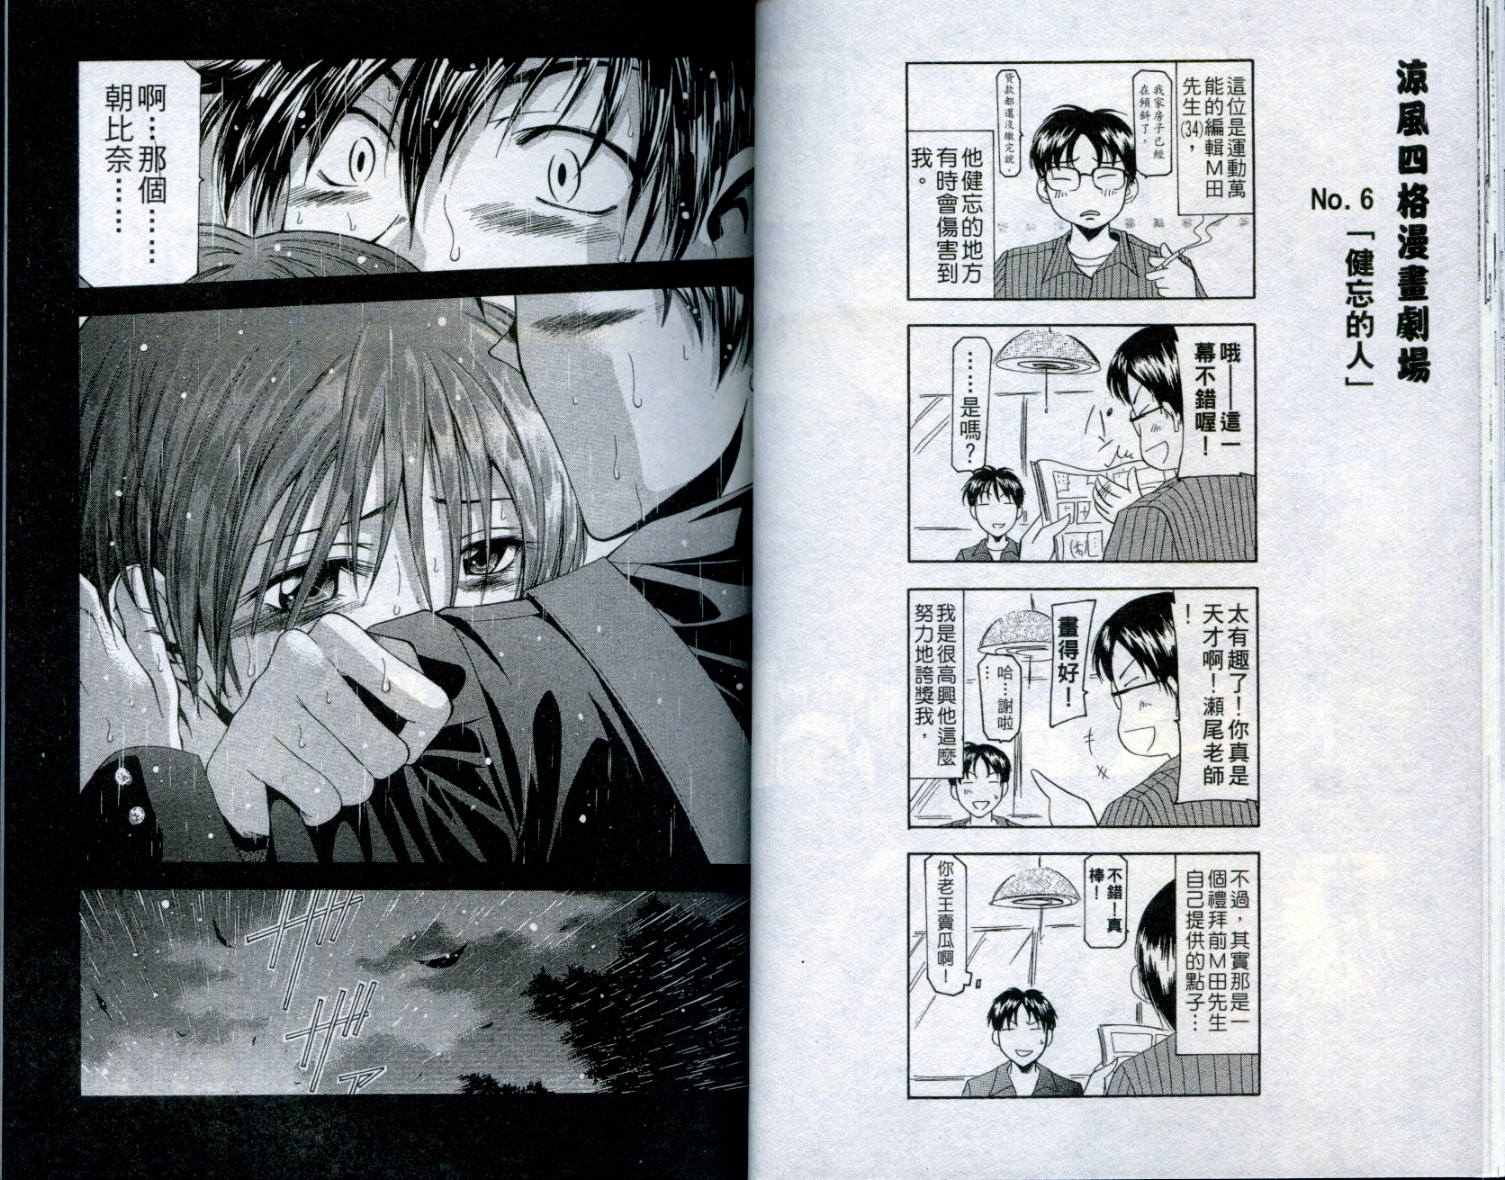 涼風四格漫畫劇場
No. 6
「健忘的人」
這位是運動萬
能的編輯M田
先生(34),
我家房子已經
在傾斜了,
貸款都還沒繳完說。
他健忘的地方
有時會傷害到
我。
哦——這一
幕不錯喔!
……是嗎?
太有趣了!你真是
天才啊!瀬尾老師
!
畫得好!
哈…謝啦
…
我是很高興他這麼
努力地誇獎我,
不過,其實那是一
個禮拜前M田先生
自己提供的點子…
不錯!真
棒!
你老王賣瓜啊!
啊…那個……
朝比奈……